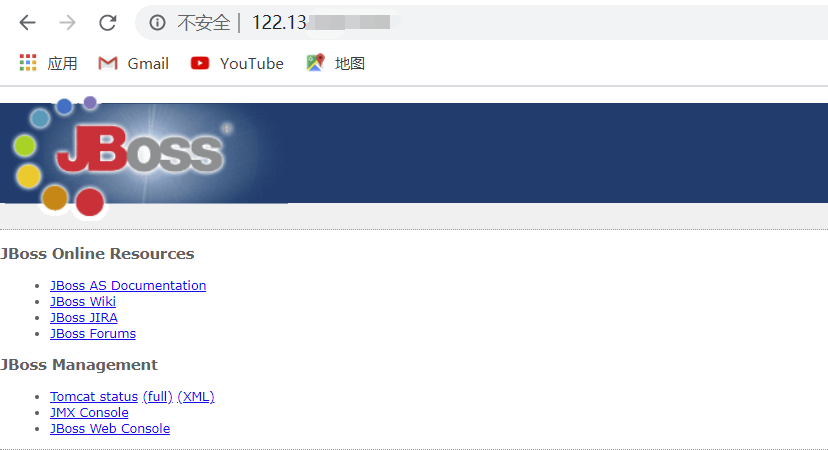 不安全 122.13
应用 Gmail YouTube 地图
JBoss®
JBoss Online Resources
JBoss AS Documentation
JBoss Wiki
JBoss JIRA
JBoss Forums
JBoss Management
Tomcat status (full) (XML)
JMX Console
JBoss Web Console